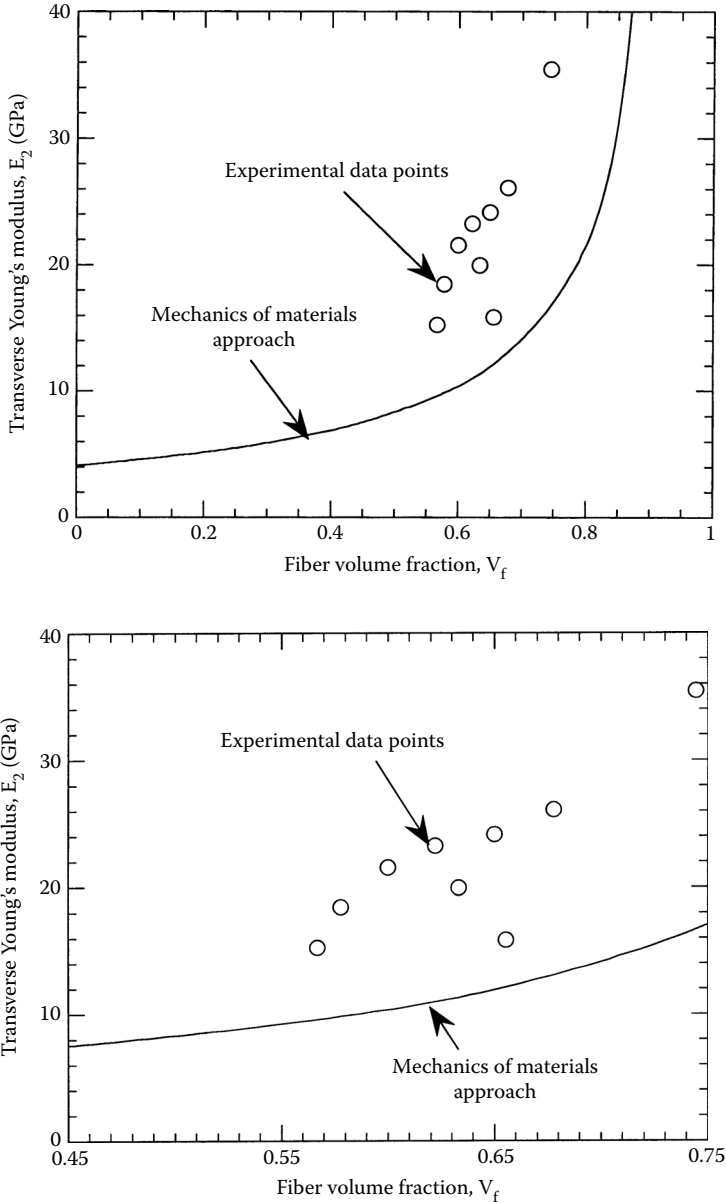 40
30
20
10
0
Transverse Young's modulus, E2 (GPa)
Experimental data points
Mechanics of materials
approach
0
0.2
0.4
0.6
0.8
1
Fiber volume fraction, Vf
40
30
20
10
0
Transverse Young's modulus, E2 (GPa)
Experimental data points
Mechanics of materials
approach
0.45
0.55
0.65
0.75
Fiber volume fraction, Vf